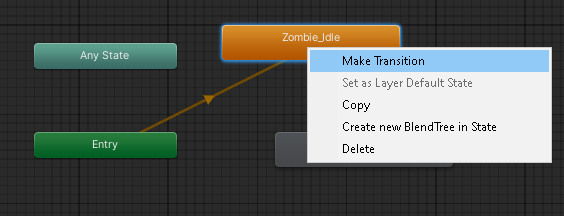 Zombie_Idle
Any State
Make Transition
Set as Layer Default State
Copy
Create new BlendTree in State
Entry
Delete